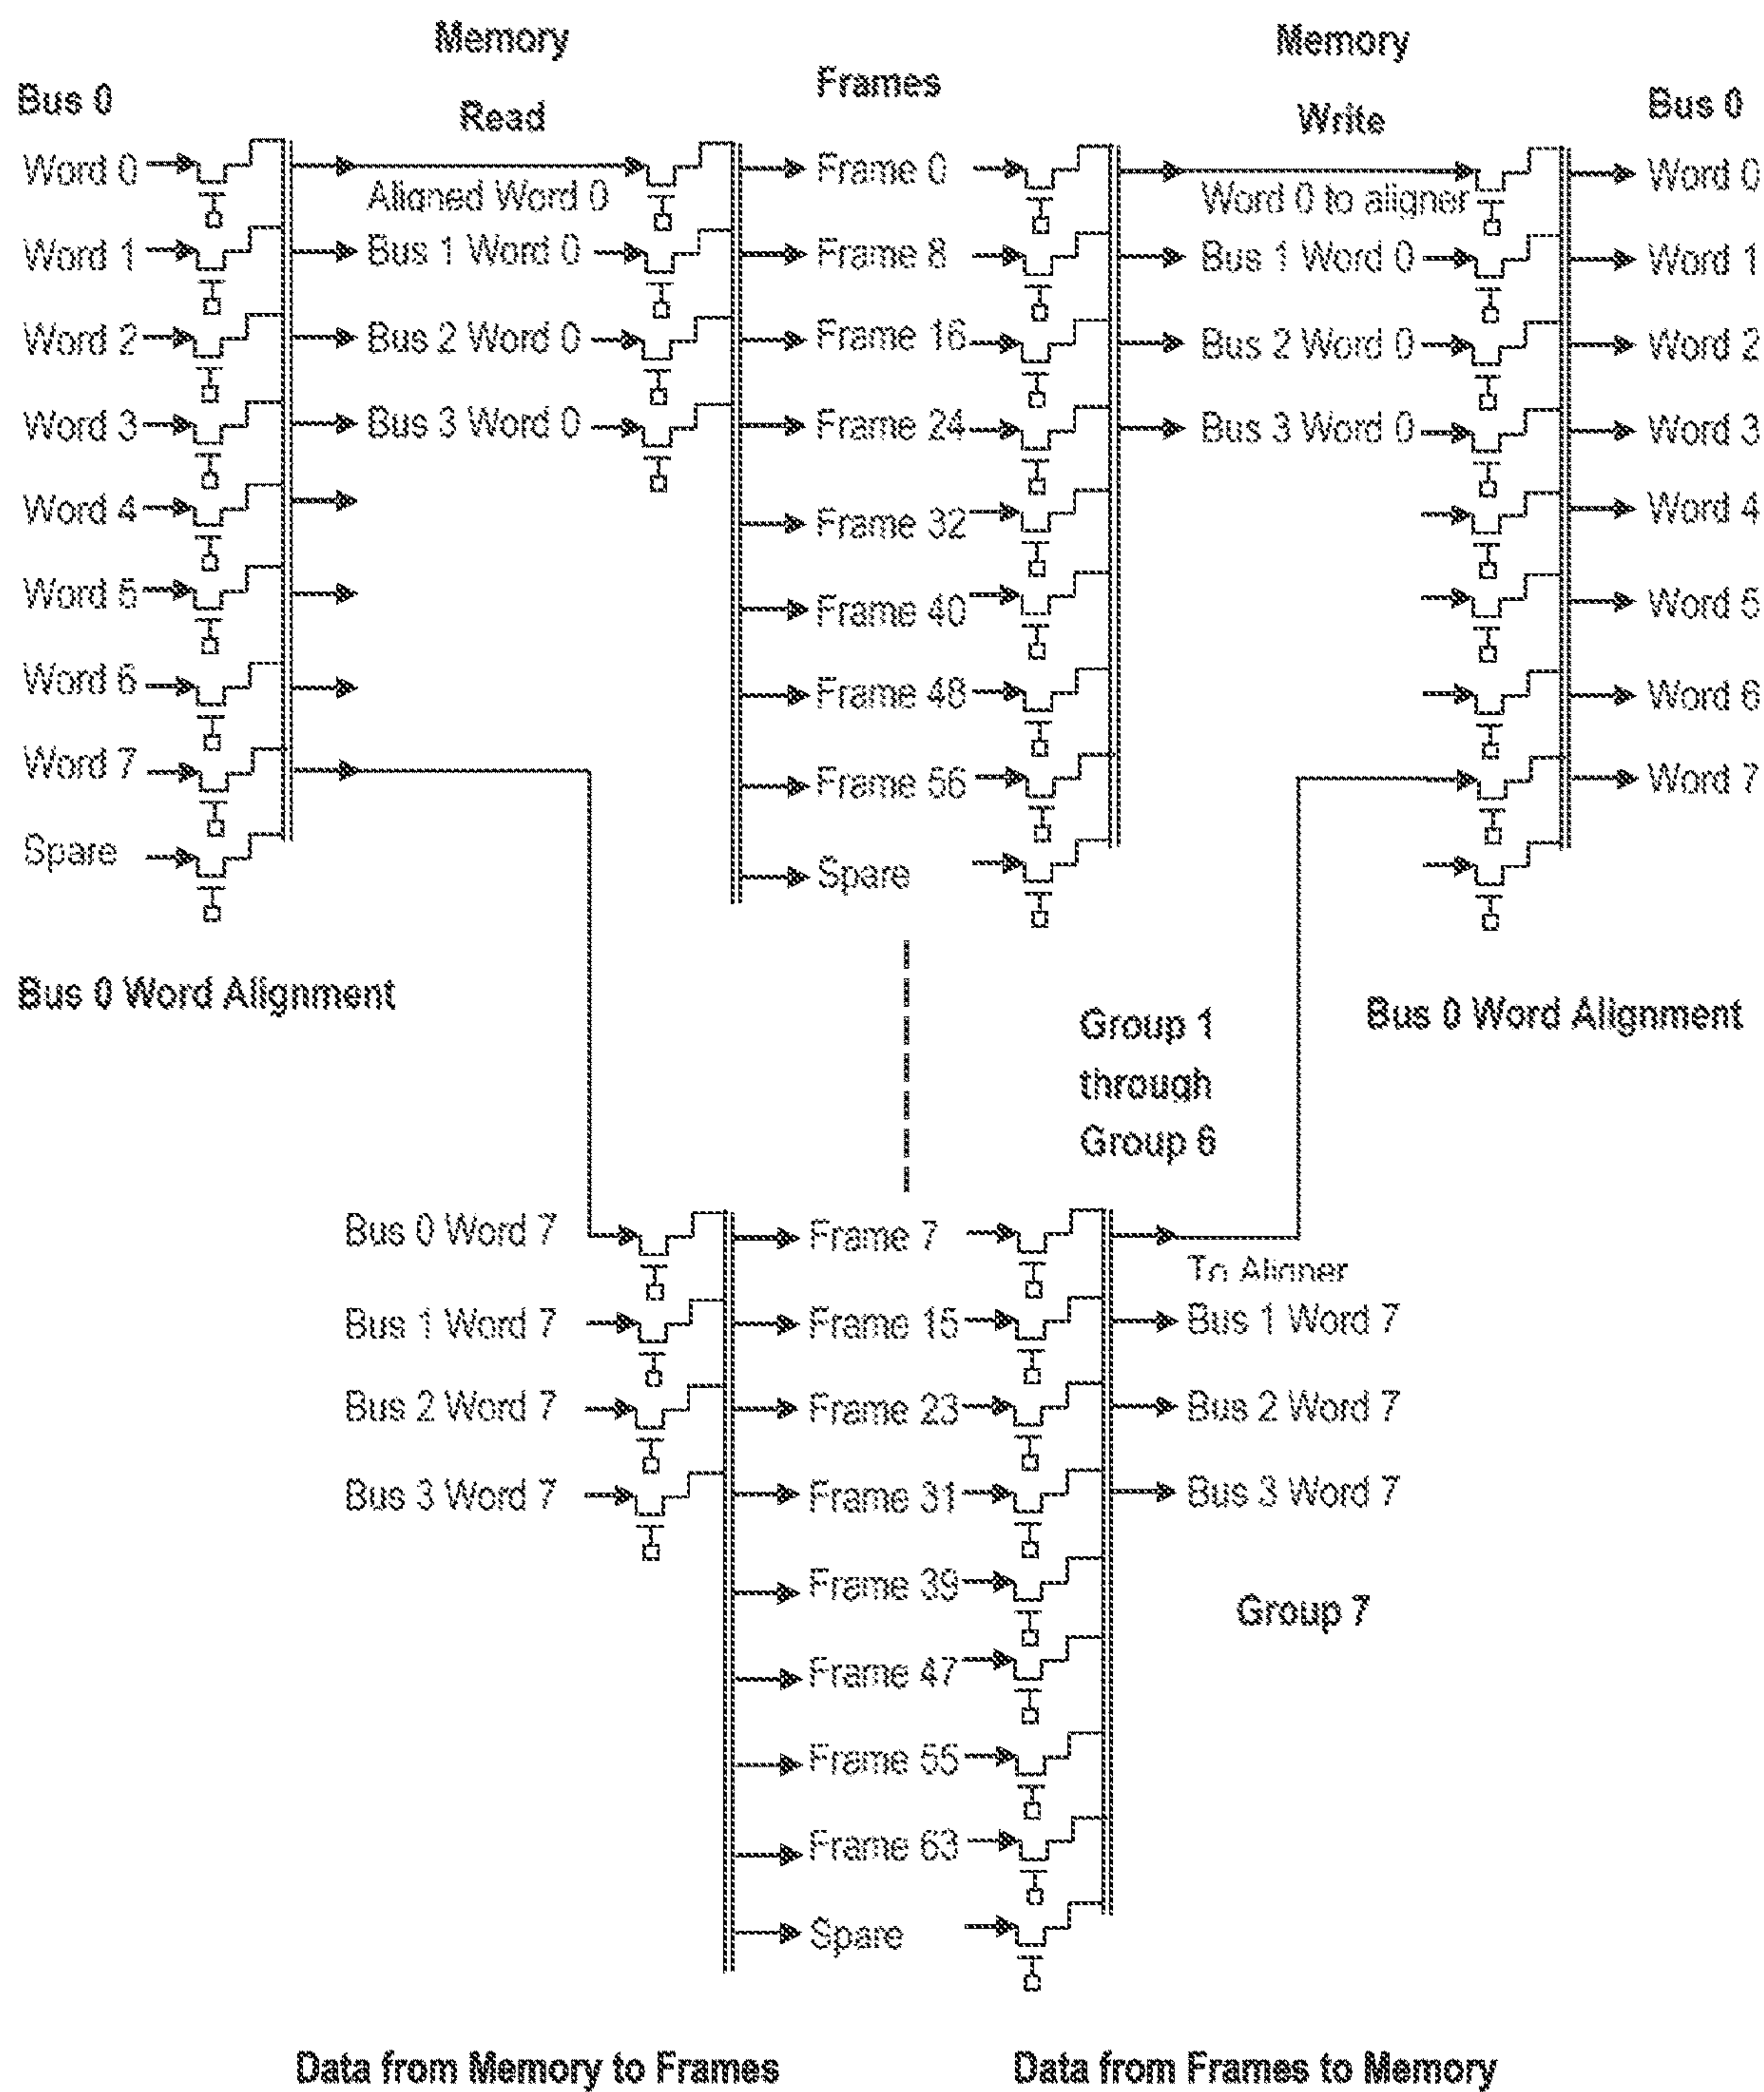 Memory
Memory
Bus 0
Read
Frames
Write
Bus 0
Word 0
Aligned Word 0
Frame 0
Word 0 to aligner
Word 0
Word 1
Bus 1 Word 0
Frame 8
Bus 1 Word 0
Word 1
Word 2
Bus 2 Word 0
Frame 16
Bus 2 Word 0
Word 2
Word 3
Bus 3 Word 0
Frame 24
Bus 3 Word 0
Word 3
Word 4
Frame 32
Word 4
Word 5
Frame 40
Word 5
Word 6
Frame 48
Word 6
Word 7
Frame 56
Word 7
Spare
Spare
Bus 0 Word Alignment
Group 1
through
Group 6
Bus 0 Word Alignment
Bus 0 Word 7
Frame 7
To Aligner
Bus 1 Word 7
Frame 15
Bus 1 Word 7
Bus 2 Word 7
Frame 23
Bus 2 Word 7
Bus 3 Word 7
Frame 31
Bus 3 Word 7
Frame 39
Group 7
Frame 47
Frame 55
Frame 63
Spare
Data from Memory to Frames
Data from Frames to Memory